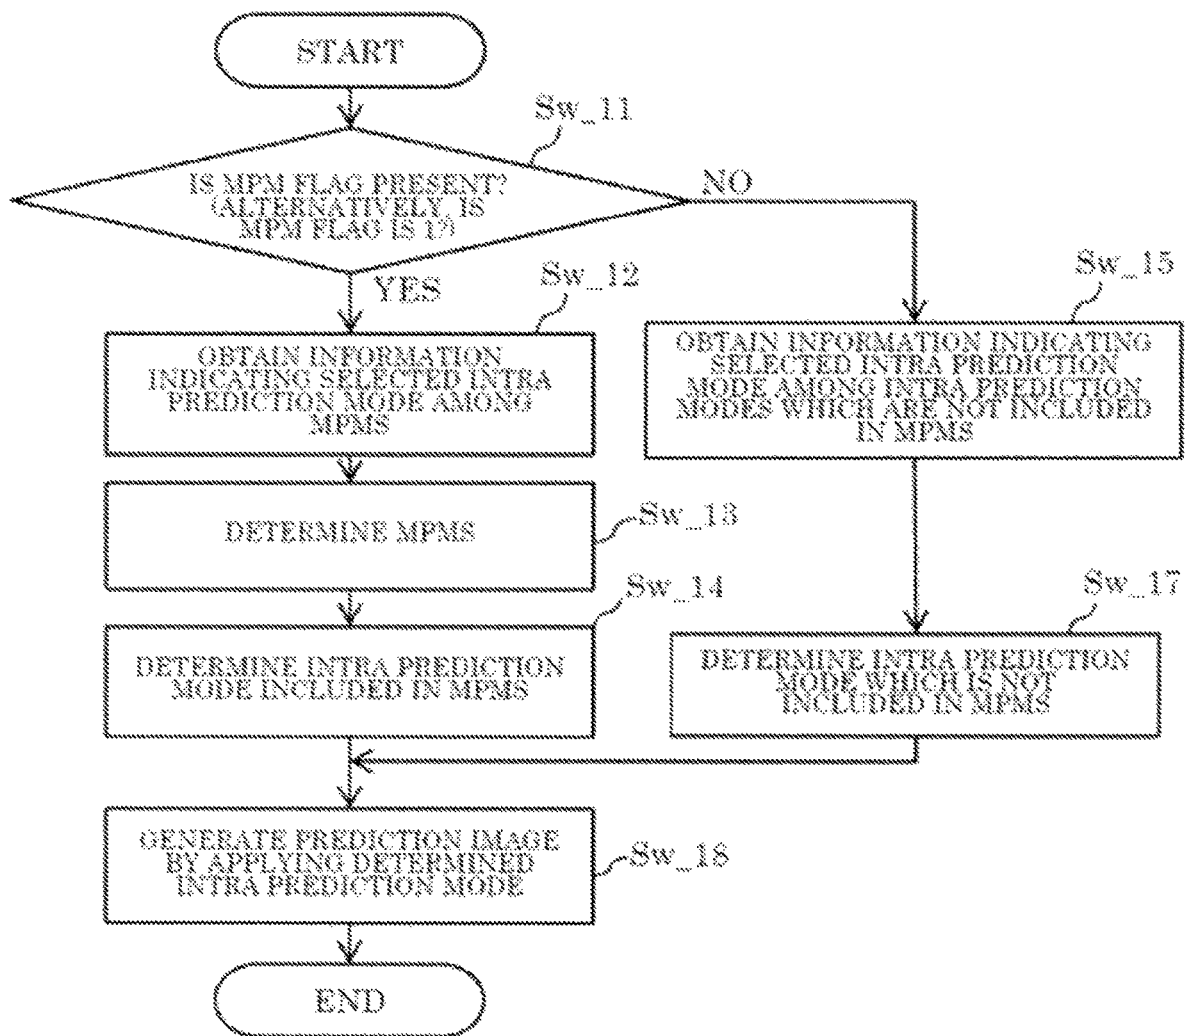 START
Sw_11
IS MPM FLAG PRESENT?
(ALTERNATIVELY, IS
MPM FLAG IS 1?)
NO
YES
Sw_12
OBTAIN INFORMATION
INDICATING SELECTED INTRA
PREDICTION MODE AMONG
MPMS
Sw_15
OBTAIN INFORMATION INDICATING
SELECTED INTRA PREDICTION
MODE AMONG INTRA PREDICTION
MODES WHICH ARE NOT INCLUDED
IN MPMS
DETERMINE MPMS
Sw_13
Sw_14
DETERMINE INTRA PREDICTION
MODE INCLUDED IN MPMS
Sw_17
DETERMINE INTRA PREDICTION
MODE WHICH IS NOT
INCLUDED IN MPMS
GENERATE PREDICTION IMAGE
BY APPLYING DETERMINED
INTRA PREDICTION MODE
Sw_18
END